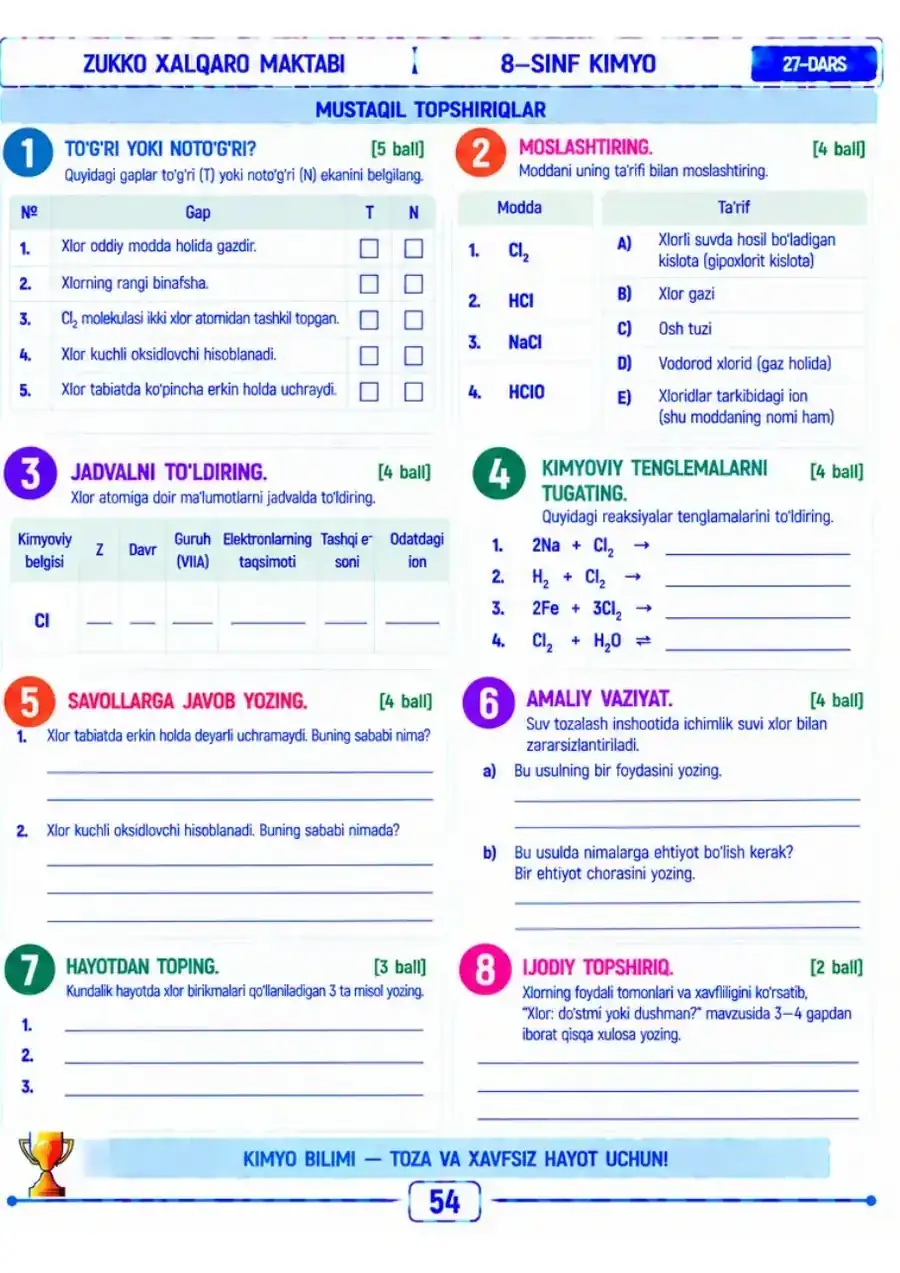 ZUKKO XALQARO MAKTABI
8–SINF KIMYO
27–DARS
MUSTAQIL TOPSHIRIQLAR
1 TO'G'RI YOKI NOTO'G'RI? [5 ball]
Quyidagi gaplar to'g'ri (T) yoki noto'g'ri (N) ekanini belgilang.
№ Gap T N
1. Xlor oddiy modda holida gazdir.
2. Xlorning rangi binafsha.
3. Cl₂ molekulasi ikki xlor atomidan tashkil topgan.
4. Xlor kuchli oksidlovchi hisoblanadi.
5. Xlor tabiatda ko'pincha erkin holda uchraydi.
2 MOSLASHTIRING. [4 ball]
Moddani uning ta'rifi bilan moslashtiring.
Modda
1. Cl₂
2. HCl
3. NaCl
4. HClO
Ta'rif
A) Xlorli suvda hosil bo'ladigan
kislota (gipoxlorit kislota)
B) Xlor gazi
C) Osh tuzi
D) Vodorod xlorid (gaz holida)
E) Xloridlar tarkibidagi ion
(shu moddaning nomi ham)
3 JADVALNI TO'LDIRING. [4 ball]
Xlor atomiga doir ma'lumotlarni jadvalda to'ldiring.
Kimyoviy belgisi Z Davr Guruh (VIIA) Elektronlarning taqsimoti Tashqi e⁻ soni Odatdagi ion
Cl
4 KIMYOVIY TENGLEMALARNI [4 ball]
TUGATING.
Quyidagi reaksiyalar tenglamalarini to'ldiring.
1. 2Na + Cl₂ →
2. H₂ + Cl₂ →
3. 2Fe + 3Cl₂ →
4. Cl₂ + H₂O ⇌
5 SAVOLLARGA JAVOB YOZING. [4 ball]
1. Xlor tabiatda erkin holda deyarli uchramaydi. Buning sababi nima?
2. Xlor kuchli oksidlovchi hisoblanadi. Buning sababi nimada?
6 AMALIY VAZIYAT. [4 ball]
Suv tozalash inshootida ichimlik suvi xlor bilan
zararsizlantiriladi.
a) Bu usulning bir foydasini yozing.
b) Bu usulda nimalarga ehtiyot bo'lish kerak?
Bir ehtiyot chorasini yozing.
7 HAYOTDAN TOPING. [3 ball]
Kundalik hayotda xlor birikmalari qo'llaniladigan 3 ta misol yozing.
1.
2.
3.
8 IJODIY TOPSHIRIQ. [2 ball]
Xlorning foydali tomonlari va xavfliligini ko'rsatib,
"Xlor: do'stmi yoki dushman?" mavzusida 3–4 gapdan
iborat qisqa xulosa yozing.
KIMYO BILIMI — TOZA VA XAVFSIZ HAYOT UCHUN!
54